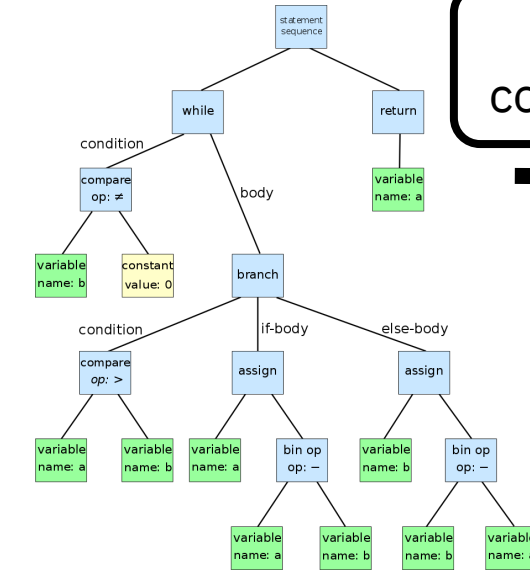 statement
sequence
while
return
condition
compare
op: ≠
body
variable
name: a
variable
name: b
constant
value: 0
branch
condition
if-body
else-body
compare
op: >
assign
assign
variable
name: a
variable
name: b
variable
name: a
bin op
op: −
variable
name: b
bin op
op: −
variable
name: a
variable
name: b
variable
name: b
name: